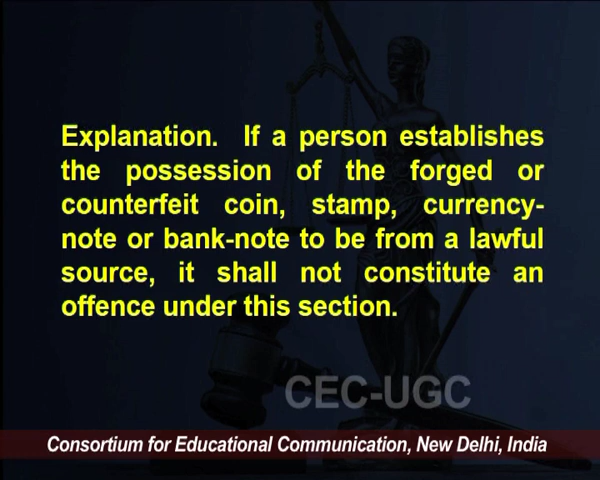 Explanation. If a person establishes
the possession of the forged or
counterfeit coin, stamp, currency-
note or bank-note to be from a lawful
source, it shall not constitute an
offence under this section.
CEC-UGC
Consortium for Educational Communication, New Delhi, India